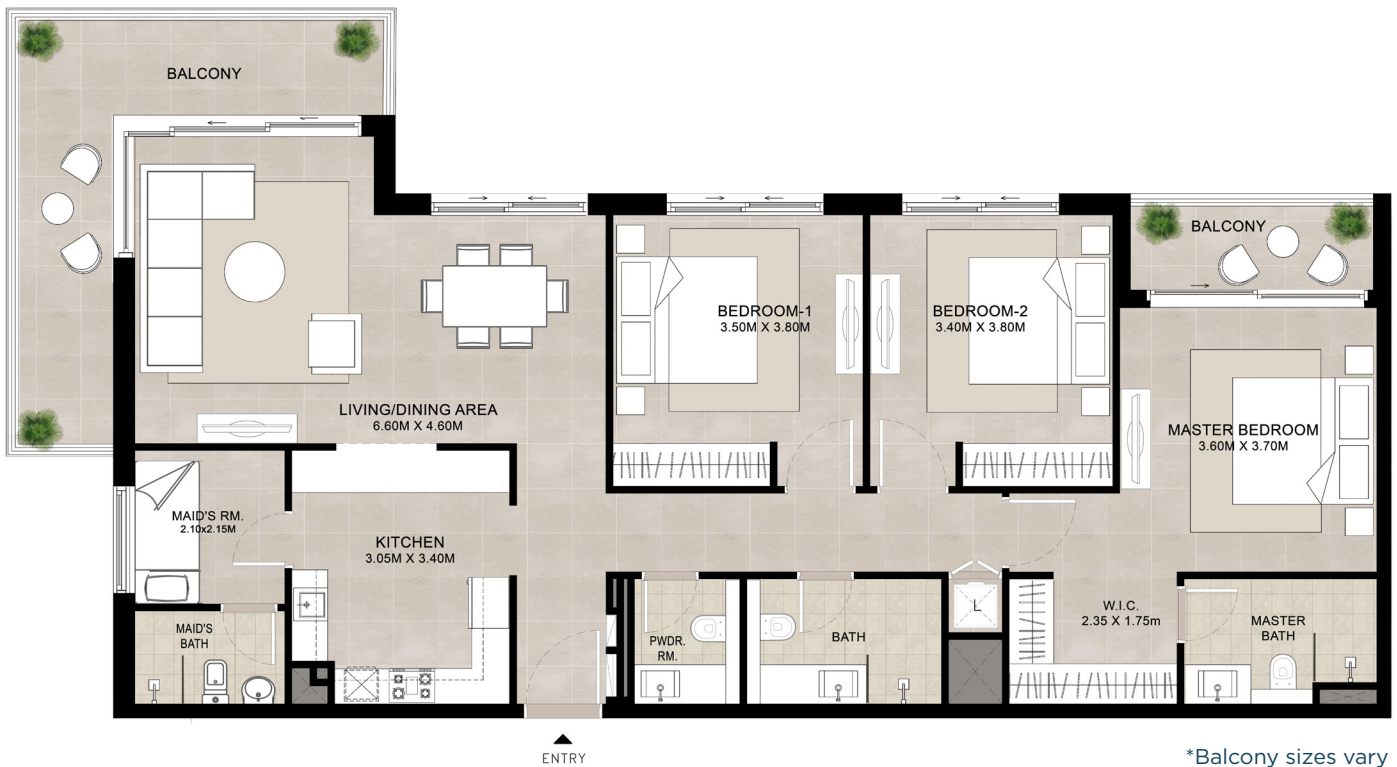 BALCONY
BALCONY
BEDROOM-1
3.50M X 3.80M
BEDROOM-2
3.40M X 3.80M
LIVING/DINING AREA
6.60M X 4.60M
MASTER BEDROOM
3.60M X 3.70M
MAID'S RM.
2.10x2.15M
KITCHEN
3.05M X 3.40M
MAID'S
BATH
PWDR.
RM.
BATH
L
W.I.C.
2.35 X 1.75m
MASTER
BATH
ENTRY
*Balcony sizes vary